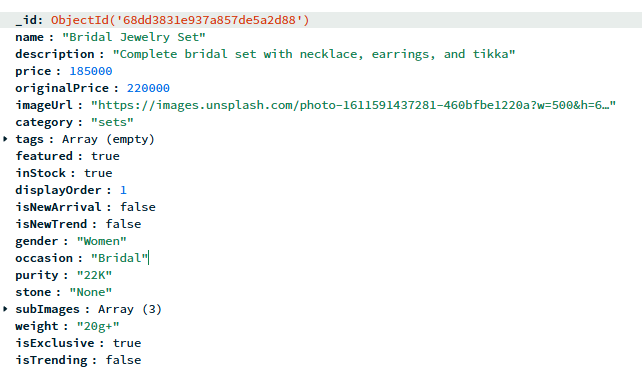 _id: ObjectId('68dd3831e937a857de5a2d88')
name : "Bridal Jewelry Set"
description : "Complete bridal set with necklace, earrings, and tikka"
price : 185000
originalPrice : 220000
imageUrl : "https://images.unsplash.com/photo-1611591437281-460bfbe1220a?w=500&h=6…"
category : "sets"
tags : Array (empty)
featured : true
inStock : true
displayOrder : 1
isNewArrival : false
isNewTrend : false
gender : "Women"
occasion : "Bridal"
purity : "22K"
stone : "None"
subImages : Array (3)
weight : "20g+"
isExclusive : true
isTrending : false